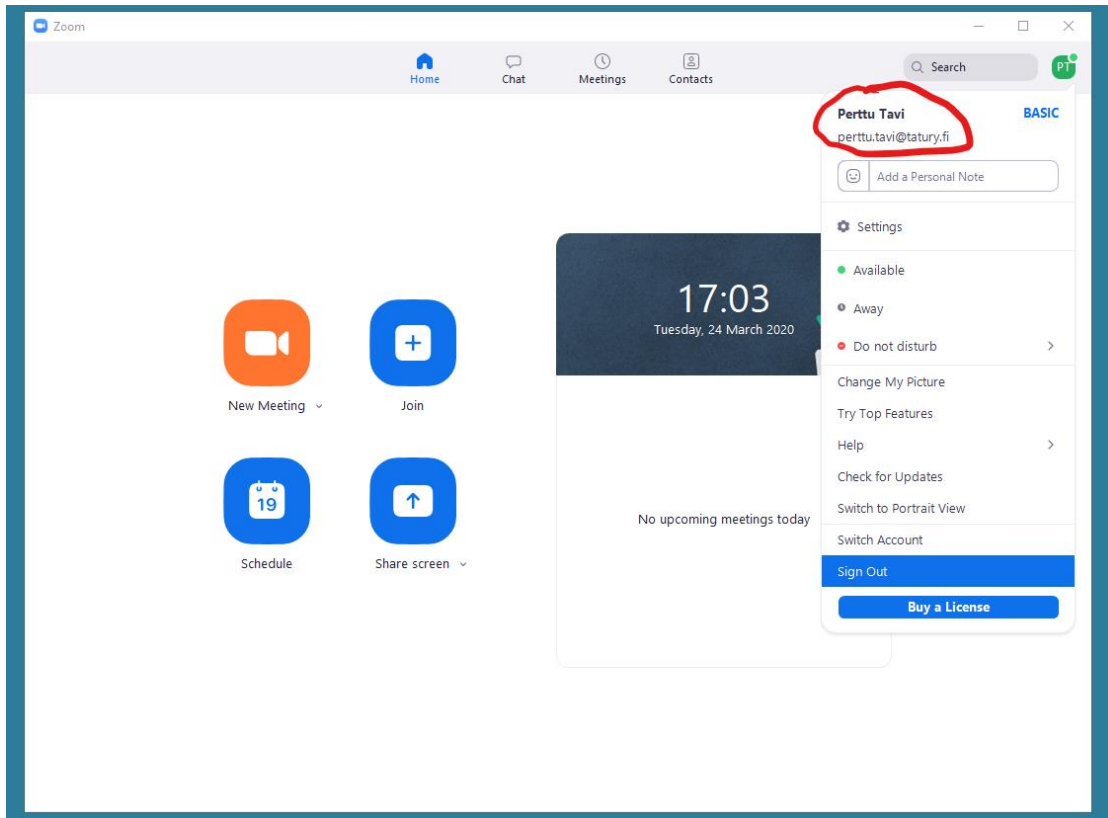 Zoom
Home
Chat
Meetings
Contacts
Search
PT
Perttu Tavi
BASIC
perttu.tavi@tatury.fi
Add a Personal Note
Settings
Available
Away
Do not disturb
Change My Picture
Try Top Features
Help
Check for Updates
Switch to Portrait View
Switch Account
Sign Out
Buy a License
17:03
Tuesday, 24 March 2020
No upcoming meetings today
New Meeting
Join
19
Schedule
Share screen